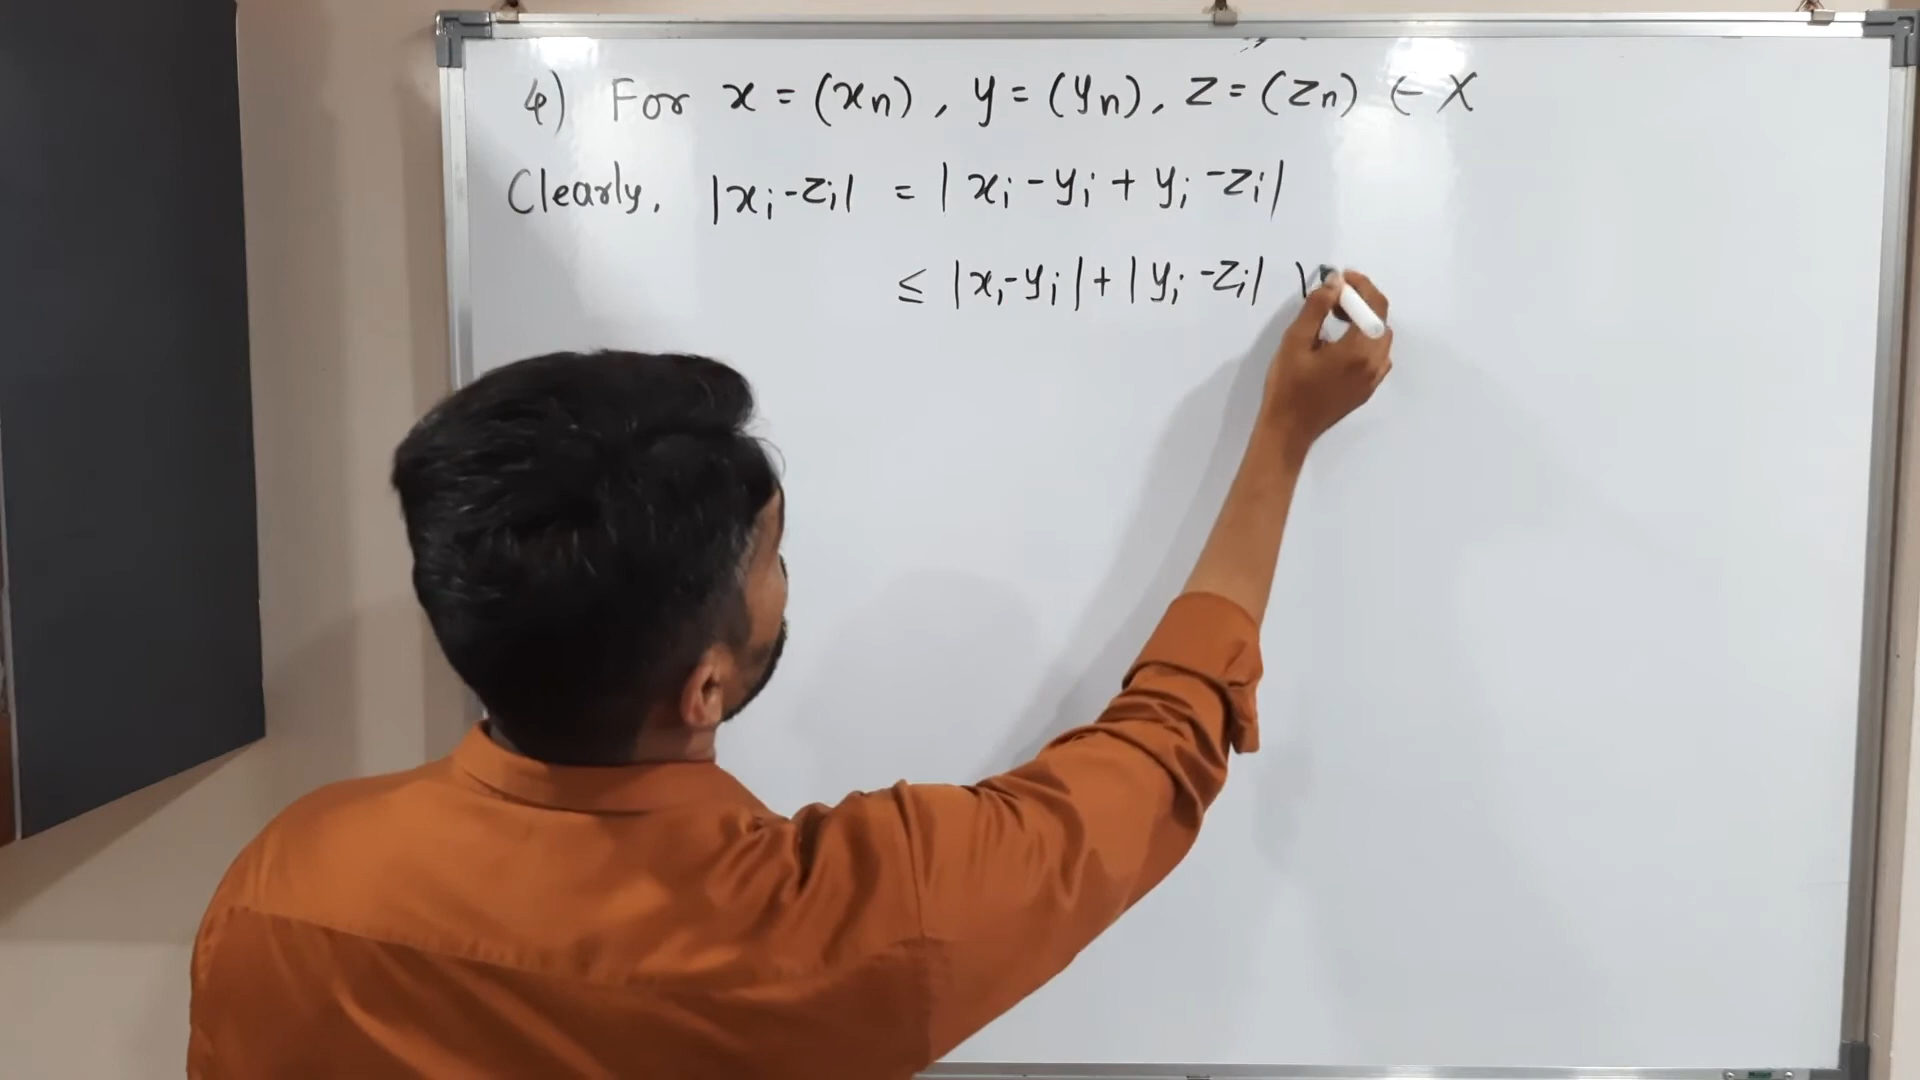 4) For x = (xn), y = (yn), z = (zn) ∈ X
Clearly, |xi - zi| = | xi - yi + yi - zi|
≤ |xi - yi| + |yi - zi|